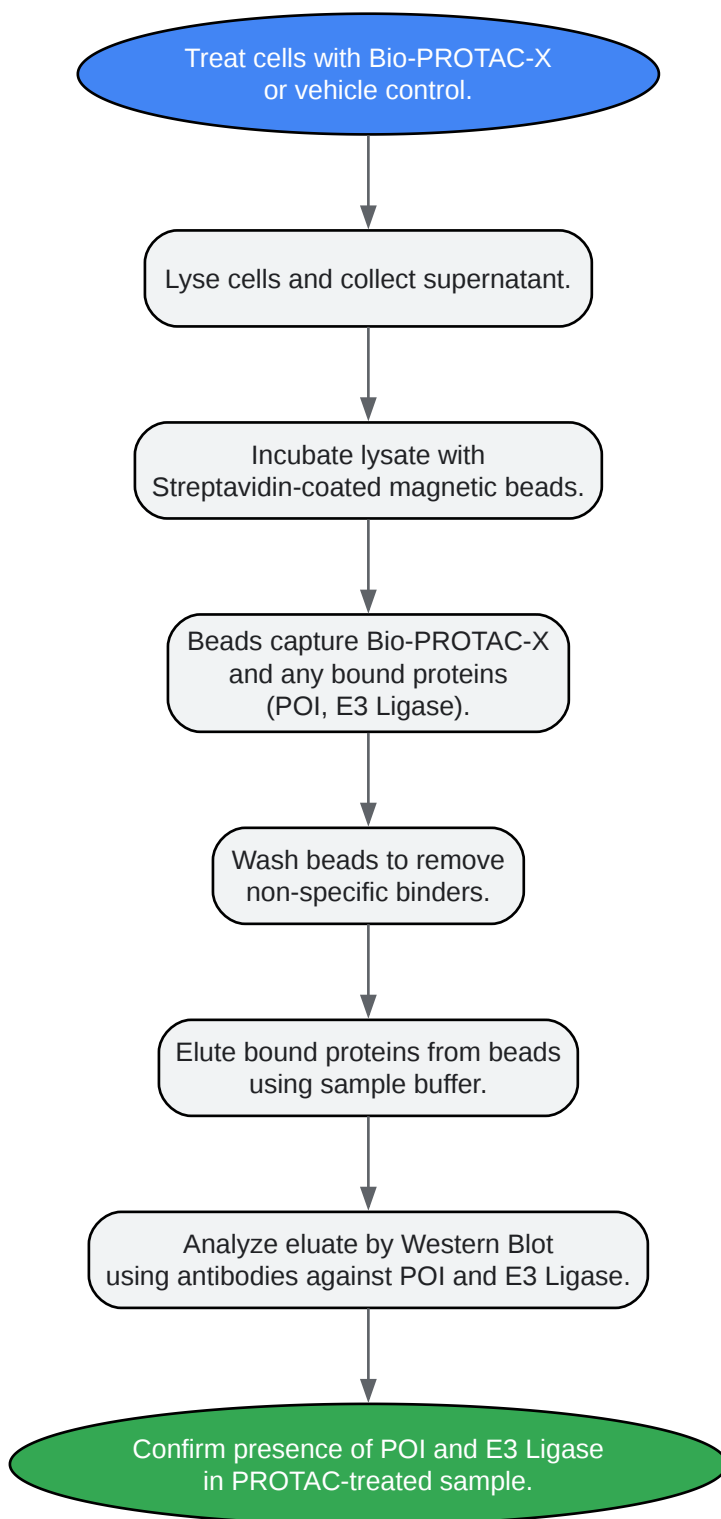 Treat cells with Bio-PROTAC-X
or vehicle control.
Lyse cells and collect supernatant.
Incubate lysate with
Streptavidin-coated magnetic beads.
Beads capture Bio-PROTAC-X
and any bound proteins
(POI, E3 Ligase).
Wash beads to remove
non-specific binders.
Elute bound proteins from beads
using sample buffer.
Analyze eluate by Western Blot
using antibodies against POI and E3 Ligase.
Confirm presence of POI and E3 Ligase
in PROTAC-treated sample.